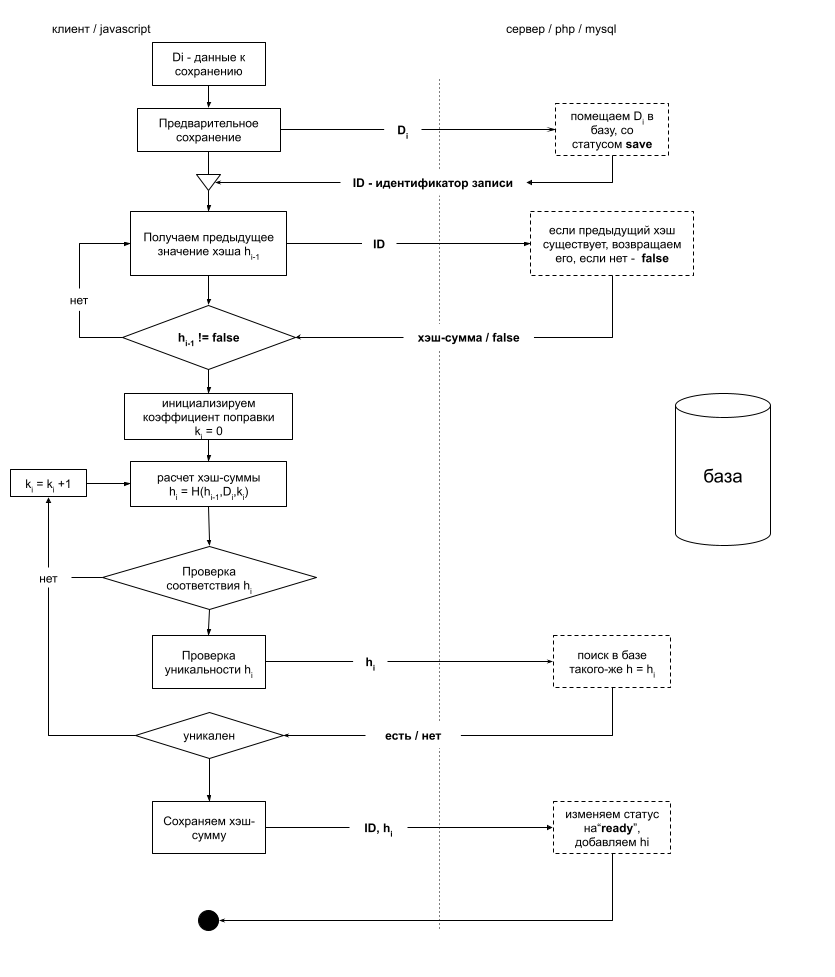 клиент / javascript
сервер / php / mysql
Di - данные к
сохранению
Предварительное
сохранение
D_i
помещаем D_i в
базу, со
статусом save
ID - идентификатор записи
Получаем предыдущее
значение хэша h_i-1
ID
если предыдущий хэш
существует, возвращаем
его, если нет - false
нет
h_i-1 != false
хэш-сумма / false
инициализируем
коэффициент поправки
k_i = 0
k_i = k_i +1
расчет хэш-суммы
h_i = H(h_i-1,D_i,k_i)
база
нет
Проверка
соответствия h_i
Проверка
уникальности h_i
h_i
поиск в базе
такого-же h = h_i
уникален
есть / нет
Сохраняем хэш-
сумму
ID, h_i
изменяем статус
на“ready”,
добавляем hi